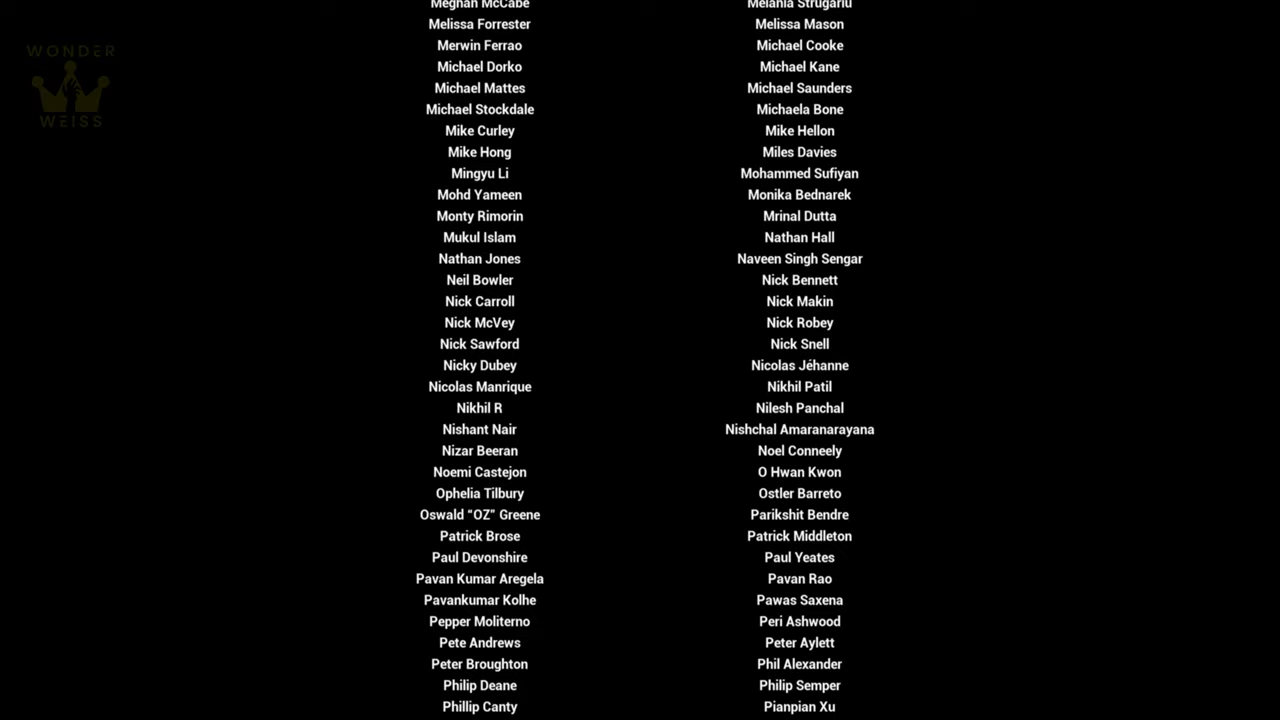 WONDER
WEISS
Meghan McCabe
Melissa Forrester
Merwin Ferrao
Michael Dorko
Michael Mattes
Michael Stockdale
Mike Curley
Mike Hong
Mingyu Li
Mohd Yameen
Monty Rimorin
Mukul Islam
Nathan Jones
Neil Bowler
Nick Carroll
Nick McVey
Nick Sawford
Nicky Dubey
Nicolas Manrique
Nikhil R
Nishant Nair
Nizar Beeran
Noemi Castejon
Ophelia Tilbury
Oswald “OZ” Greene
Patrick Brose
Paul Devonshire
Pavan Kumar Aregela
Pavankumar Kolhe
Pepper Moliterno
Pete Andrews
Peter Broughton
Philip Deane
Phillip Canty
Melania Strugariu
Melissa Mason
Michael Cooke
Michael Kane
Michael Saunders
Michaela Bone
Mike Hellon
Miles Davies
Mohammed Sufiyan
Monika Bednarek
Mrinal Dutta
Nathan Hall
Naveen Singh Sengar
Nick Bennett
Nick Makin
Nick Robey
Nick Snell
Nicolas Jéhanne
Nikhil Patil
Nilesh Panchal
Nishchal Amaranarayana
Noel Conneely
O Hwan Kwon
Ostler Barreto
Parikshit Bendre
Patrick Middleton
Paul Yeates
Pavan Rao
Pawas Saxena
Peri Ashwood
Peter Aylett
Phil Alexander
Philip Semper
Pianpian Xu